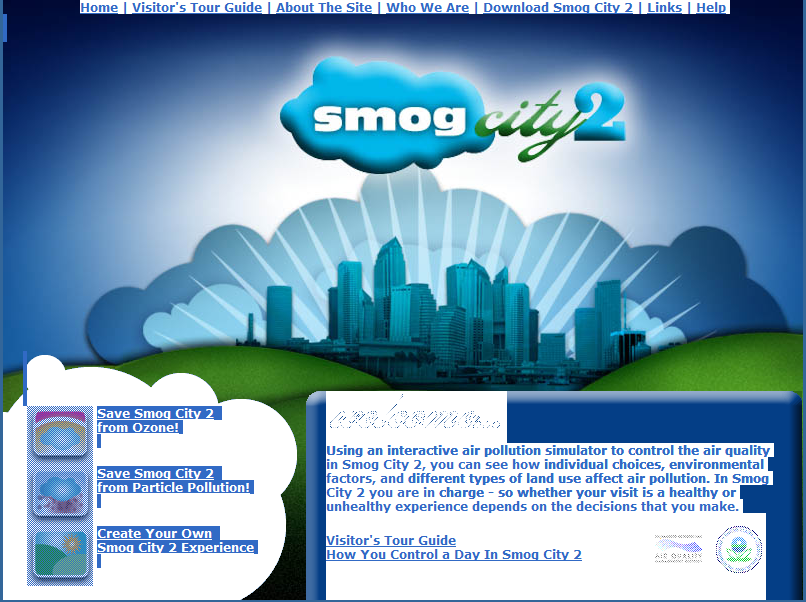 Home | Visitor's Tour Guide | About The Site | Who We Are | Download Smog City 2 | Links | Help
smog city 2
Save Smog City 2
from Ozone!
Save Smog City 2
from Particle Pollution!
Create Your Own
Smog City 2 Experience
welcome...
Using an interactive air pollution simulator to control the air quality
in Smog City 2, you can see how individual choices, environmental
factors, and different types of land use affect air pollution. In Smog
City 2 you are in charge - so whether your visit is a healthy or
unhealthy experience depends on the decisions that you make.
Visitor's Tour Guide
How You Control a Day In Smog City 2
AIR QUALITY